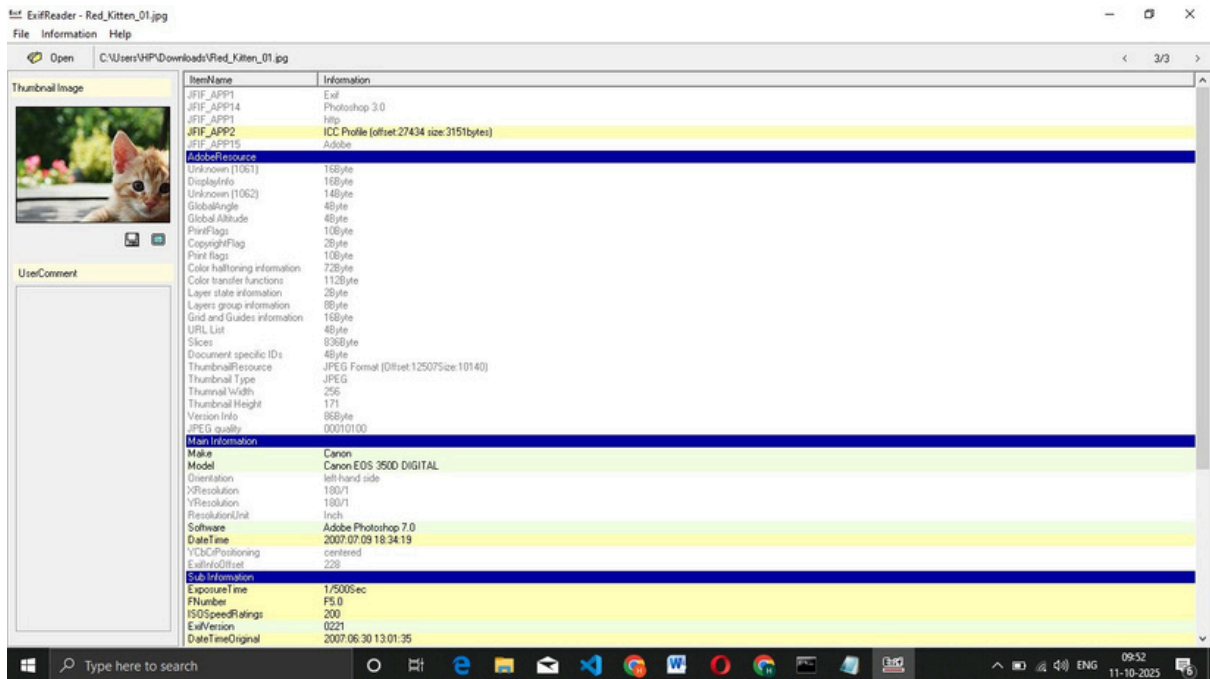 ExifReader - Red_Kitten_01.jpg
File Information Help
Open C:\Users\HP\Downloads\Red_Kitten_01.jpg 3/3
Thumbnail Image
UserComment
ItemName Information
JFIF_APP1 Exif
JFIF_APP14 Photoshop 3.0
JFIF_APP1 http
JFIF_APP2 ICC Profile (offset:27434 size:3151bytes)
JFIF_APP15 Adobe
AdobeResource
Unknown (1061) 16Byte
DisplayInfo 16Byte
Unknown (1062) 14Byte
GlobalAngle 4Byte
Global Altitude 4Byte
PrintFlags 10Byte
CopyrightFlag 2Byte
Print flags 10Byte
Color halftoning information 72Byte
Color transfer functions 112Byte
Layer state information 2Byte
Layers group information 8Byte
Grid and Guides information 16Byte
URL List 4Byte
Slices 836Byte
Document specific IDs 4Byte
ThumbnailResource JPEG Format (Offset:12507Size:10140)
Thumbnail Type JPEG
Thumnail Width 256
Thumbnail Height 171
Version Info 86Byte
JPEG quality 00010100
Main Information
Make Canon
Model Canon EOS 350D DIGITAL
Orientation left-hand side
XResolution 180/1
YResolution 180/1
ResolutionUnit Inch
Software Adobe Photoshop 7.0
DateTime 2007:07:09 18:34:19
YCbCrPositioning centered
ExifInfoOffset 228
Sub Information
ExposureTime 1/500Sec
FNumber F5.0
ISOSpeedRatings 200
ExifVersion 0221
DateTimeOriginal 2007:06:30 13:01:35
Type here to search ENG 09:52
11-10-2025